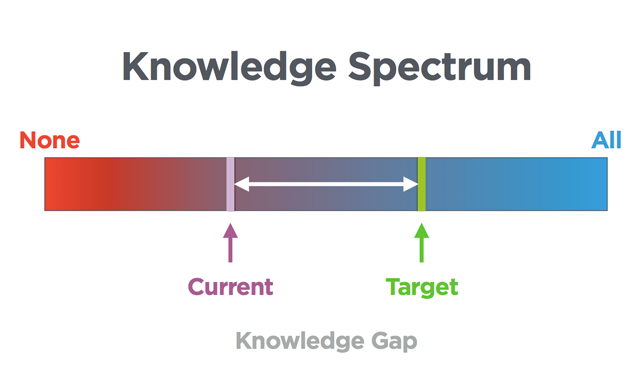 Knowledge Spectrum
None
All
Current
Target
Knowledge Gap